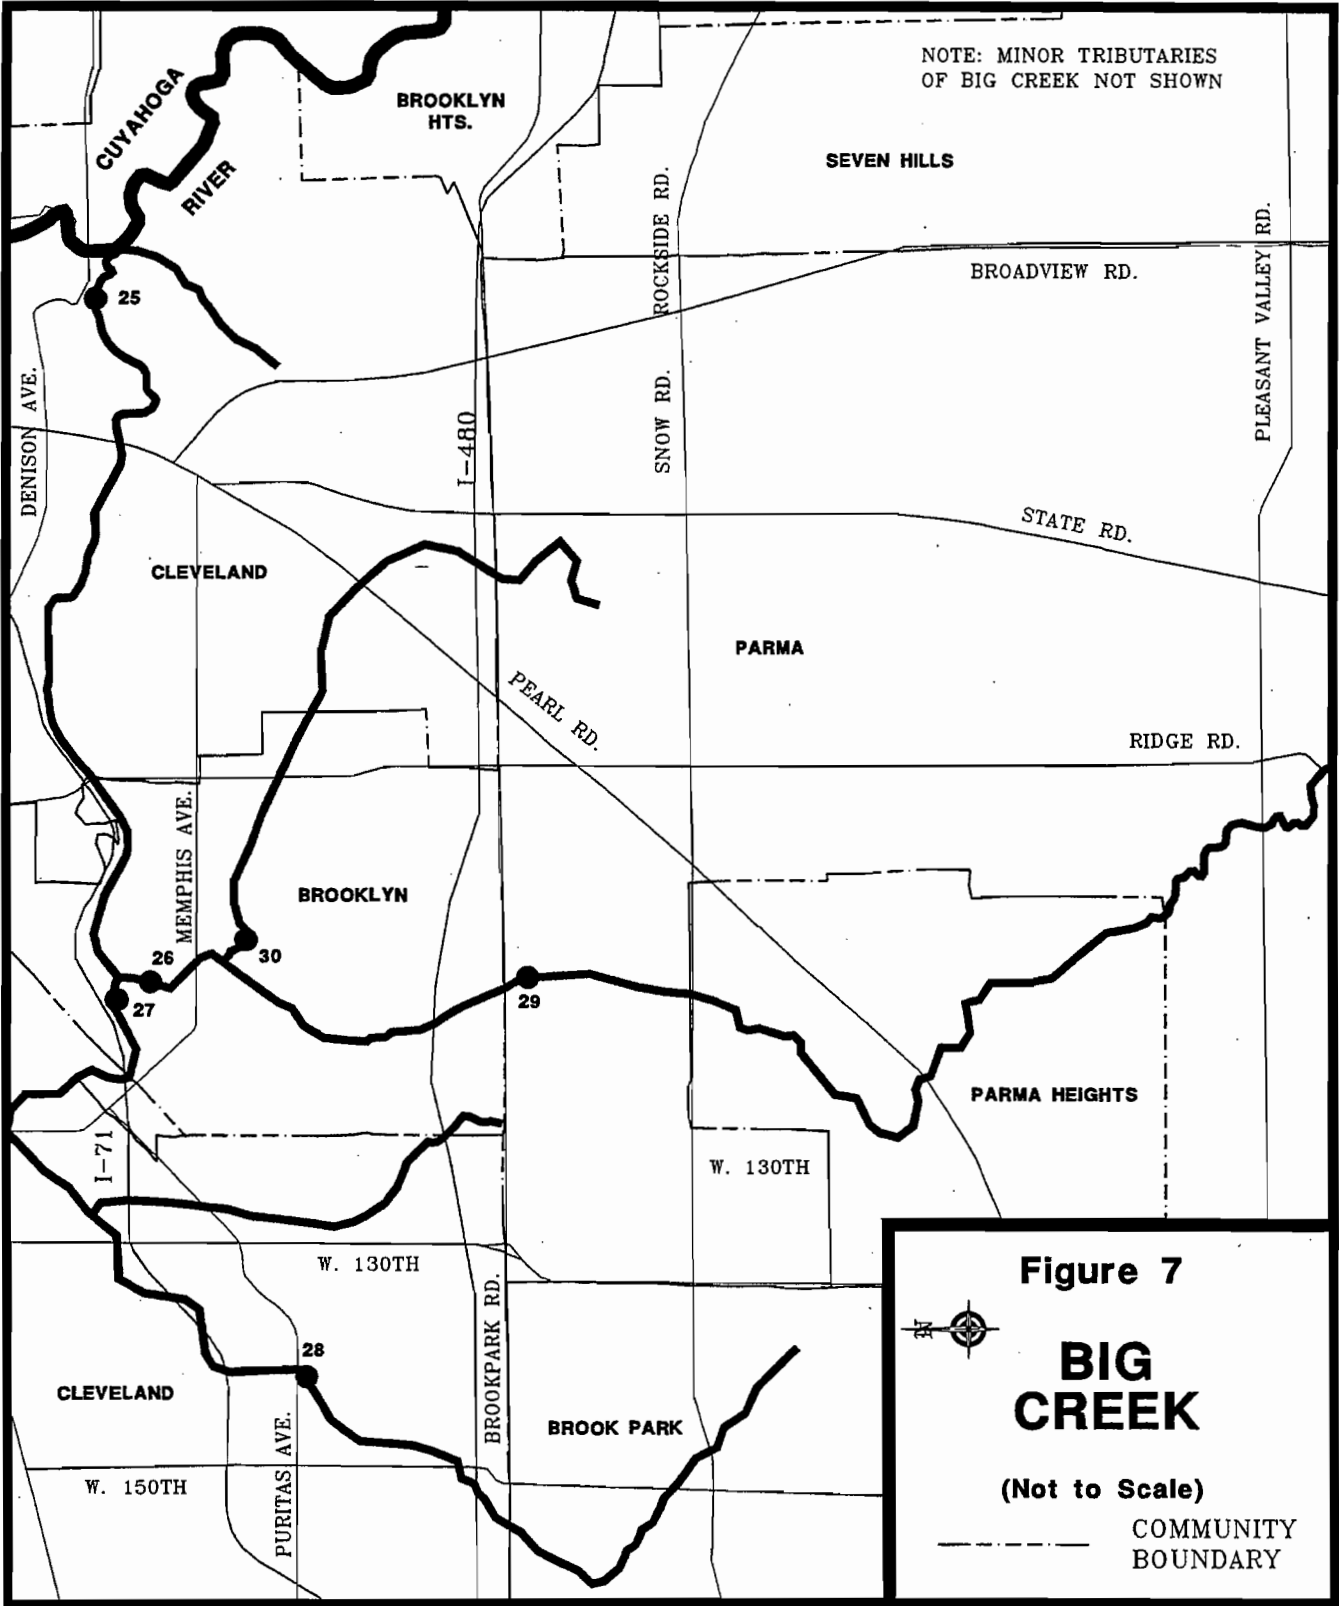 NOTE: MINOR TRIBUTARIES
OF BIG CREEK NOT SHOWN
CUYAHOGA
RIVER
BROOKLYN
HTS.
SEVEN HILLS
ROCKSIDE RD.
PLEASANT VALLEY RD.
BROADVIEW RD.
25
DENISON AVE.
I-480
SNOW RD.
STATE RD.
CLEVELAND
PARMA
PEARL RD.
RIDGE RD.
MEMPHIS AVE.
BROOKLYN
26
30
27
29
PARMA HEIGHTS
I-71
W. 130TH
W. 130TH
BROOKPARK RD.
28
CLEVELAND
PURITAS AVE.
BROOK PARK
W. 150TH
Figure 7
N
BIG
CREEK
(Not to Scale)
COMMUNITY
BOUNDARY